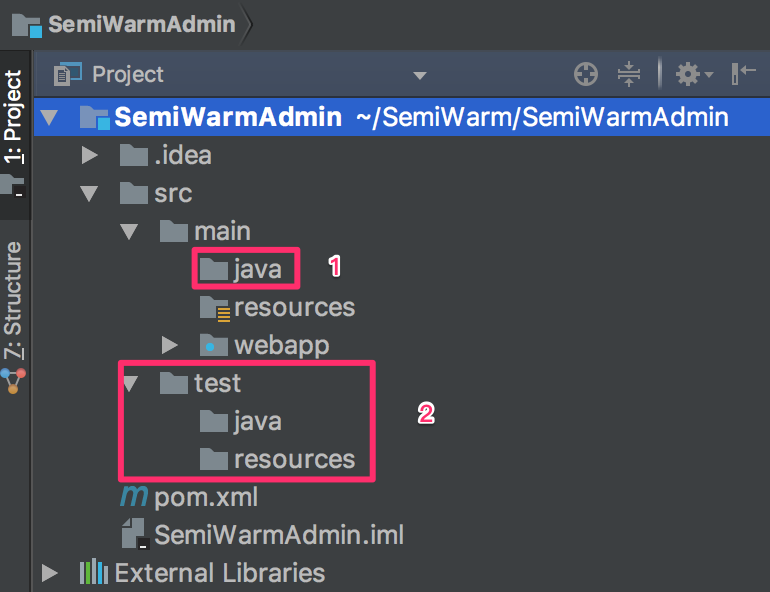 SemiWarmAdmin
Project
1: Project
SemiWarmAdmin ~/SemiWarm/SemiWarmAdmin
.idea
src
main
java 1
resources
Z: Structure
webapp
test
java 2
resources
pom.xml
SemiWarmAdmin.iml
External Libraries